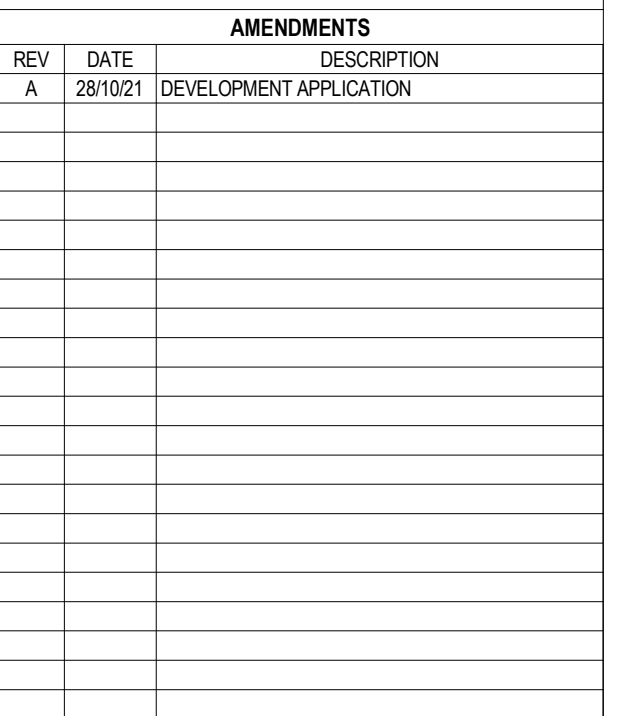 AMENDMENTS
REV DATE DESCRIPTION
A 28/10/21 DEVELOPMENT APPLICATION